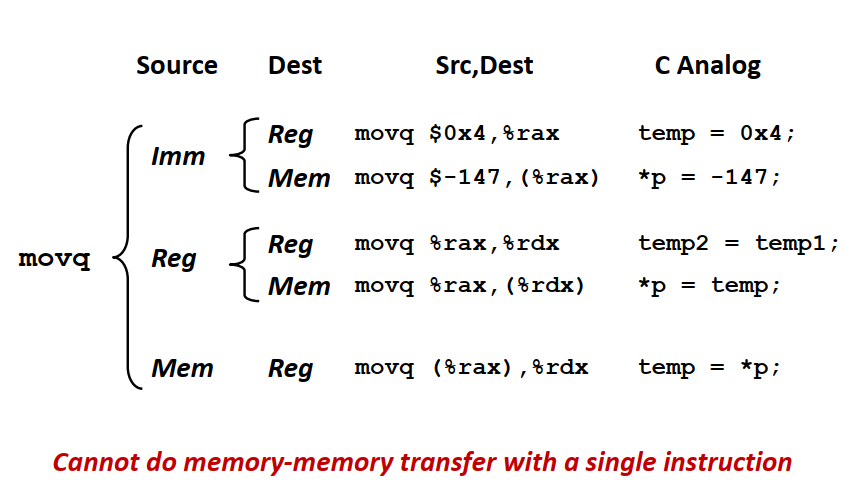 Source Dest Src,Dest C Analog
Reg movq $0x4,%rax temp = 0x4;
Imm
Mem movq $-147,(%rax) *p = -147;
Reg movq %rax,%rdx temp2 = temp1;
movq Reg
Mem movq %rax,(%rdx) *p = temp;
Mem Reg movq (%rax),%rdx temp = *p;
Cannot do memory-memory transfer with a single instruction